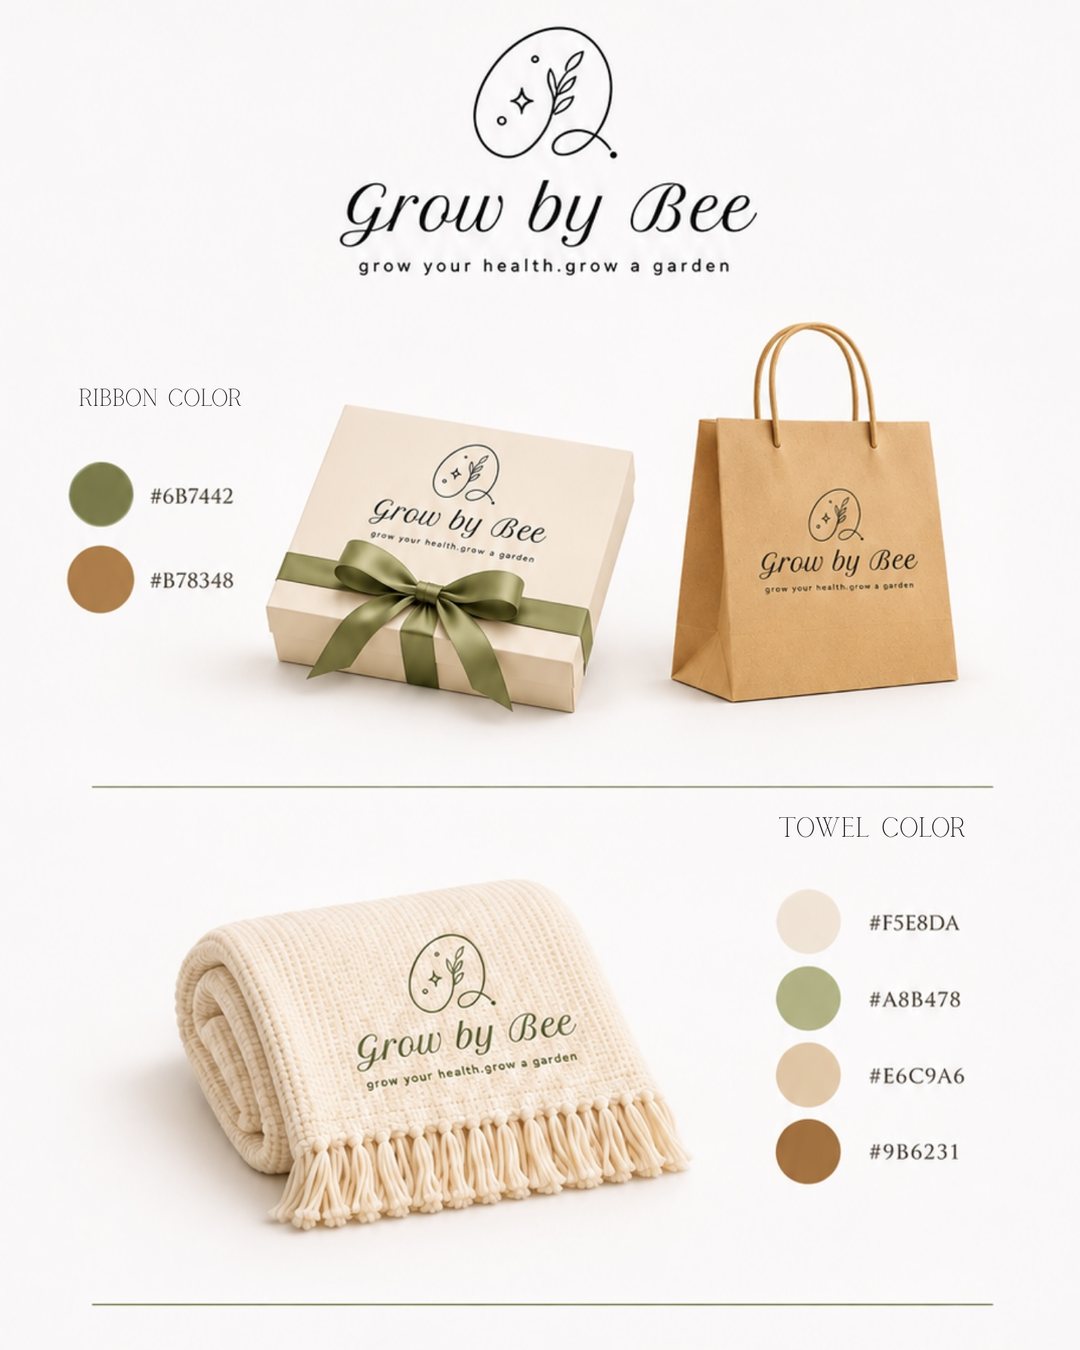 Grow by Bee
grow your health.grow a garden
RIBBON COLOR
#6B7442
#B78348
Grow by Bee
grow your health.grow a garden
Grow by Bee
grow your health.grow a garden
TOWEL COLOR
#F5E8DA
#A8B478
#E6C9A6
#9B6231
Grow by Bee
grow your health.grow a garden